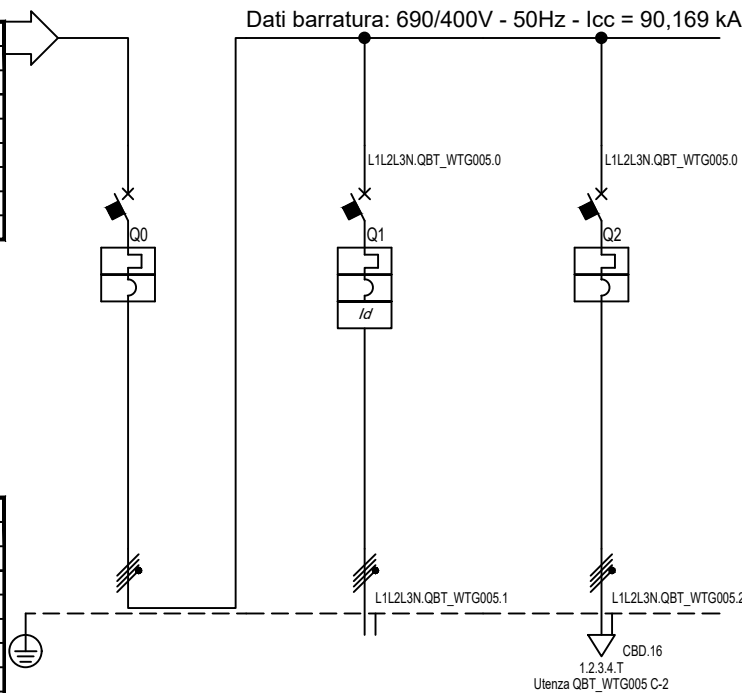 Dati barratura: 690/400V - 50Hz - Icc = 90,169 kA
L1L2L3N.QBT_WTG005.0
L1L2L3N.QBT_WTG005.0
Q0
Q1
Q2
Id
L1L2L3N.QBT_WTG005.1
L1L2L3N.QBT_WTG005.2
CBD.16
1.2.3.4.T
Utenza QBT_WTG005 C-2